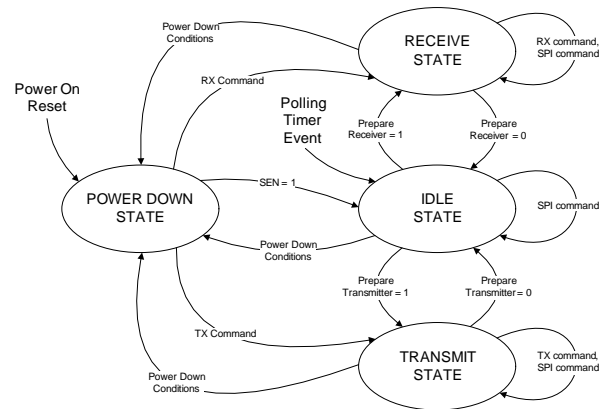 Power Down
Conditions
RECEIVE
STATE
RX command,
SPI command
Power On
Reset
RX Command
Polling
Timer
Event
Prepare
Receiver = 1
Prepare
Receiver = 0
POWER DOWN
STATE
SEN = 1
IDLE
STATE
SPI command
Power Down
Conditions
Prepare
Transmitter = 1
Prepare
Transmitter = 0
TX Command
Power Down
Conditions
TRANSMIT
STATE
TX command,
SPI command